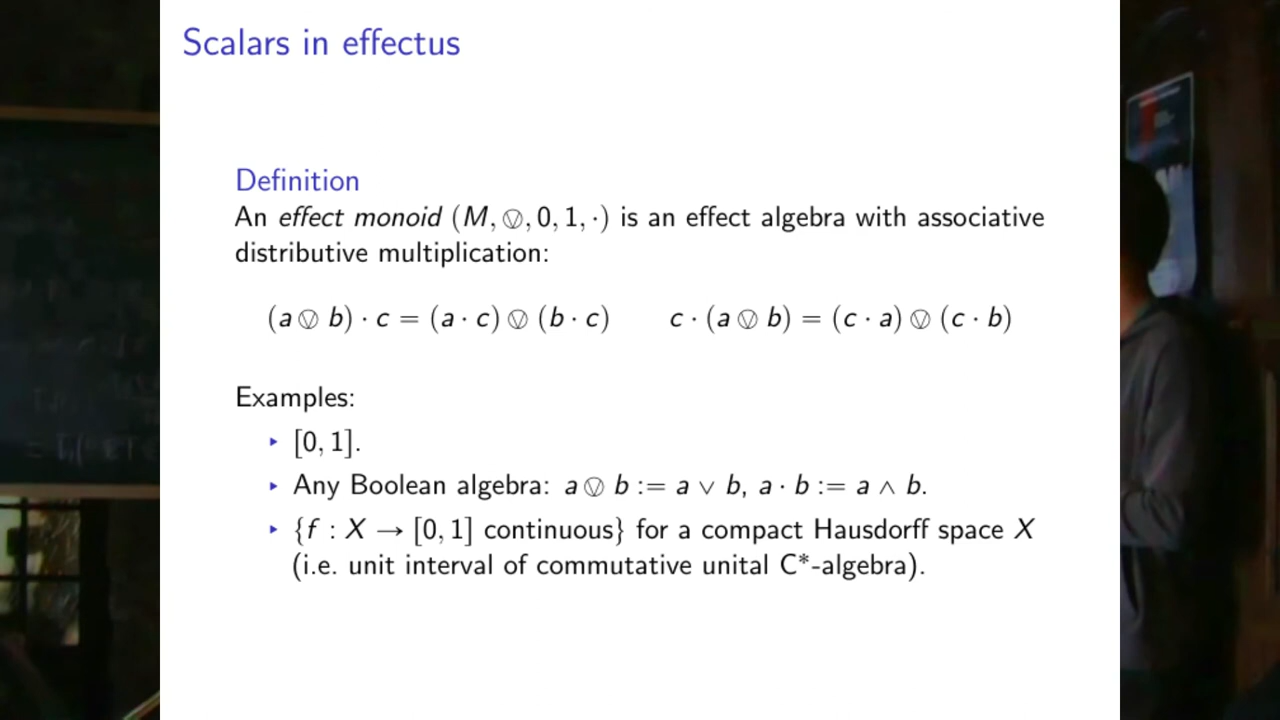 Scalars in effectus
Definition
An effect monoid (M, ⦸, 0, 1, ·) is an effect algebra with associative
distributive multiplication:
(a ⦸ b) · c = (a · c) ⦸ (b · c)   c · (a ⦸ b) = (c · a) ⦸ (c · b)
Examples:
▸ [0, 1].
▸ Any Boolean algebra: a ⦸ b := a ∨ b, a · b := a ∧ b.
▸ {f : X → [0, 1] continuous} for a compact Hausdorff space X
(i.e. unit interval of commutative unital C*-algebra).